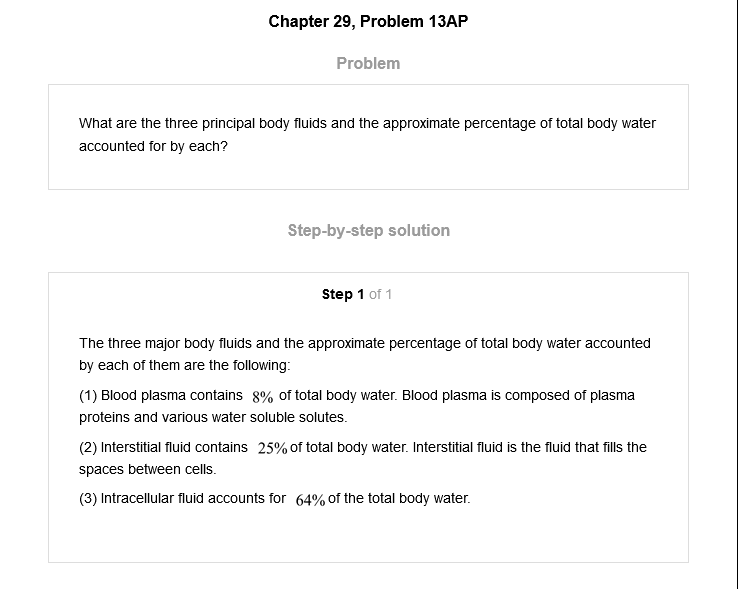 Chapter 29, Problem 13AP
Problem
What are the three principal body fluids and the approximate percentage of total body water
accounted for by each?
Step-by-step solution
Step 1 of 1
The three major body fluids and the approximate percentage of total body water accounted
by each of them are the following:
(1) Blood plasma contains 8% of total body water. Blood plasma is composed of plasma
proteins and various water soluble solutes.
(2) Interstitial fluid contains 25% of total body water. Interstitial fluid is the fluid that fills the
spaces between cells.
(3) Intracellular fluid accounts for 64% of the total body water.